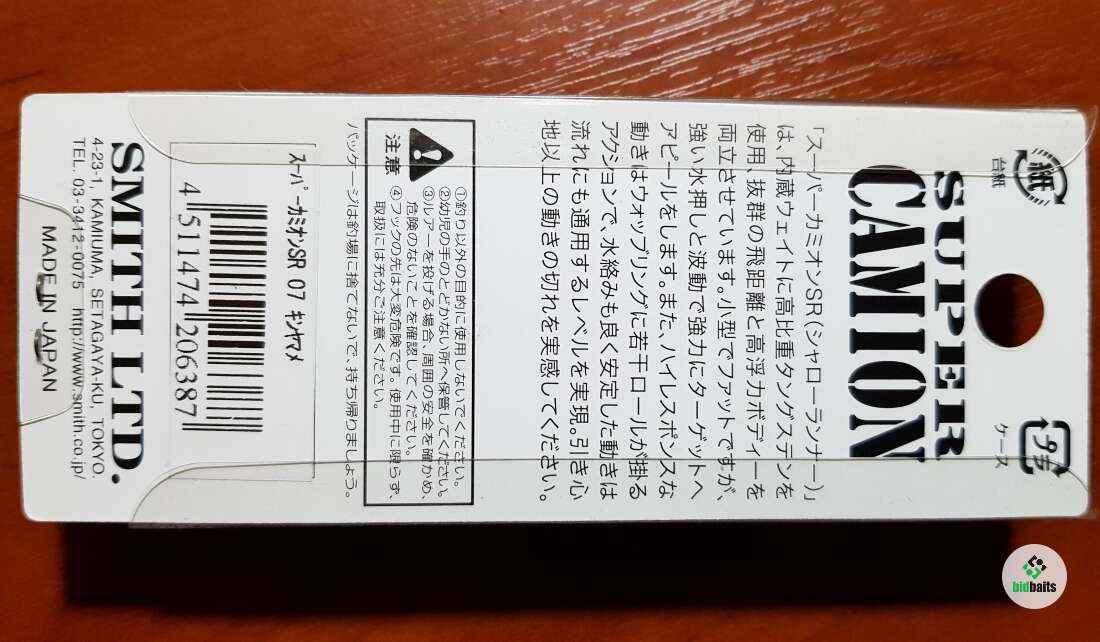 紙
台紙
プラ
ケース
SUPER
CAMION
「スーパーカミオンSR(シャローランナー)」
は、内蔵ウェイトに高比重タングステンを
使用、抜群の飛距離と高浮力ボディーを
両立させています。小型でファットですが、
強い水押しと波動で強力にターゲットへ
アピールをします。また、ハイレスポンスな
動きはウォッブリングに若干ロールが掛る
アクションで、水絡みも良く安定した動きは
流れにも通用するレベルを実現。引き心
地以上の動きの切れを実感してください。
注意
①釣り以外の目的に使用しないでください。
②幼児の手のとどかない所へ保管してください。
③ルアーを投げる場合、周囲の安全を確かめ、
危険のないことを確認してください。
④フックの先は大変危険です。使用中に限らず、
取扱には充分ご注意ください。
パッケージは釣場に捨てないで、持ち帰りましょう。
スーパーカミオンSR 07 キンヤマメ
4 511474 206387
SMITH LTD.
4-23-1, KAMIUMA, SETAGAYA-KU, TOKYO.
TEL. 03-3412-0075 http://www.smith.co.jp/
MADE IN JAPAN
bidbaits